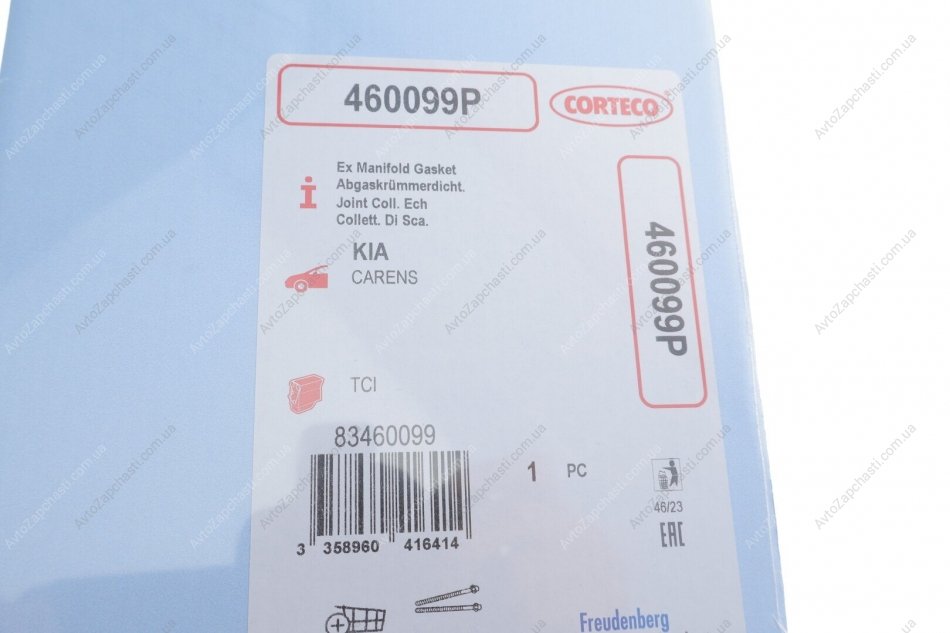 460099P
CORTECO
Ex Manifold Gasket
Abgaskrümmerdicht.
Joint Coll. Ech
Collett. Di Sca.
KIA
CARENS
460099P
TCI
83460099
1 PC
46/23
EAC
3 358960 416414
Freudenberg
AvtoZapchasti.com.ua